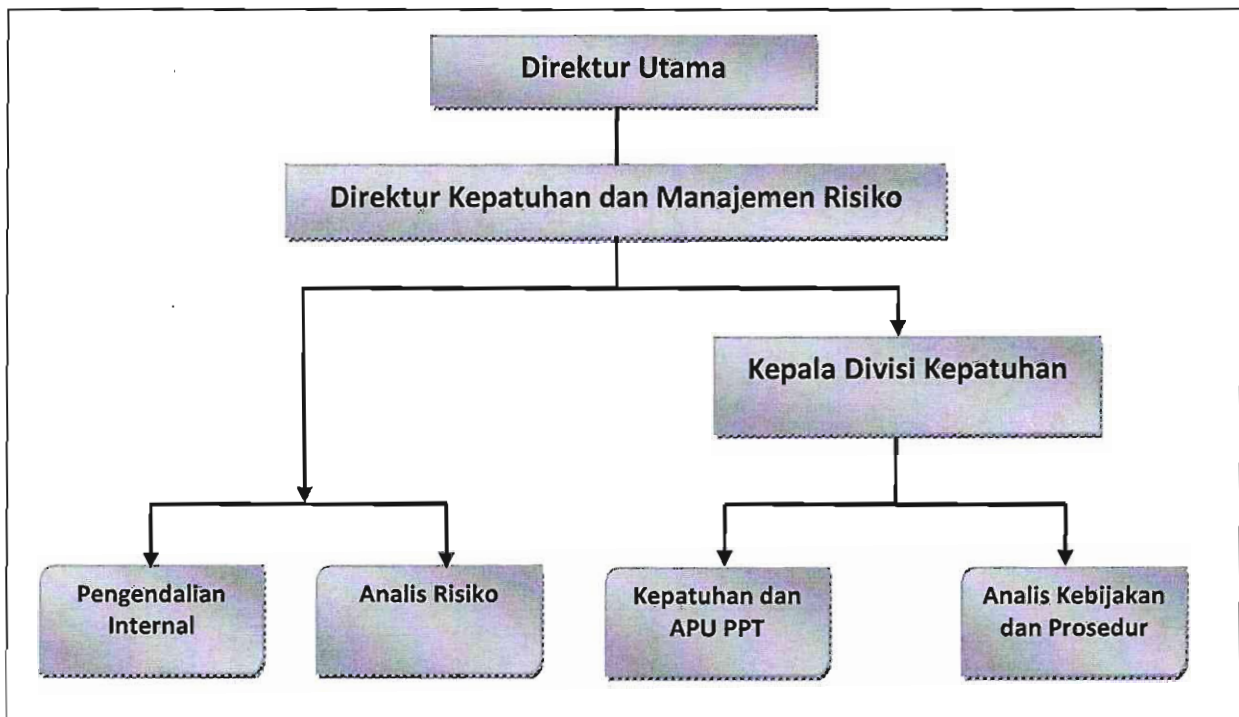 Direktur Utama
Direktur Kepatuhan dan Manajemen Risiko
Kepala Divisi Kepatuhan
Pengendalian
Internal
Analis Risiko
Kepatuhan dan
APU PPT
Analis Kebijakan
dan Prosedur